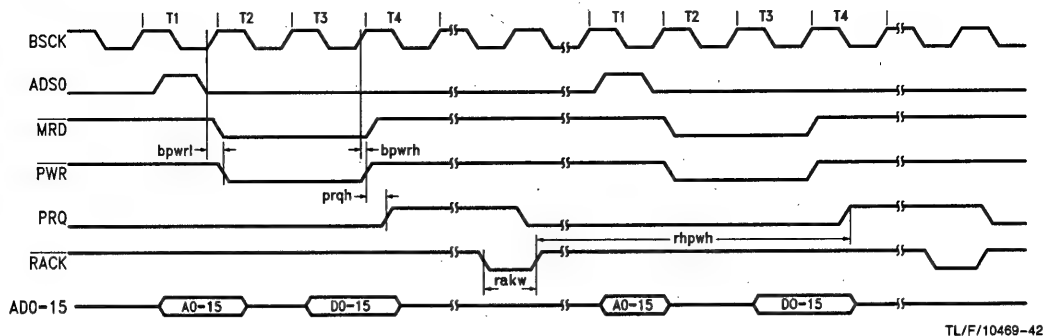 T1 T2 T3 T4 T1 T2 T3 T4
BSCK
ADS0
MRD
bpwrl bpwrh
PWR
prqh
PRQ
rhpwh
RACK
rakw
AD0-15 A0-15 D0-15 A0-15 D0-15
TL/F/10469-42